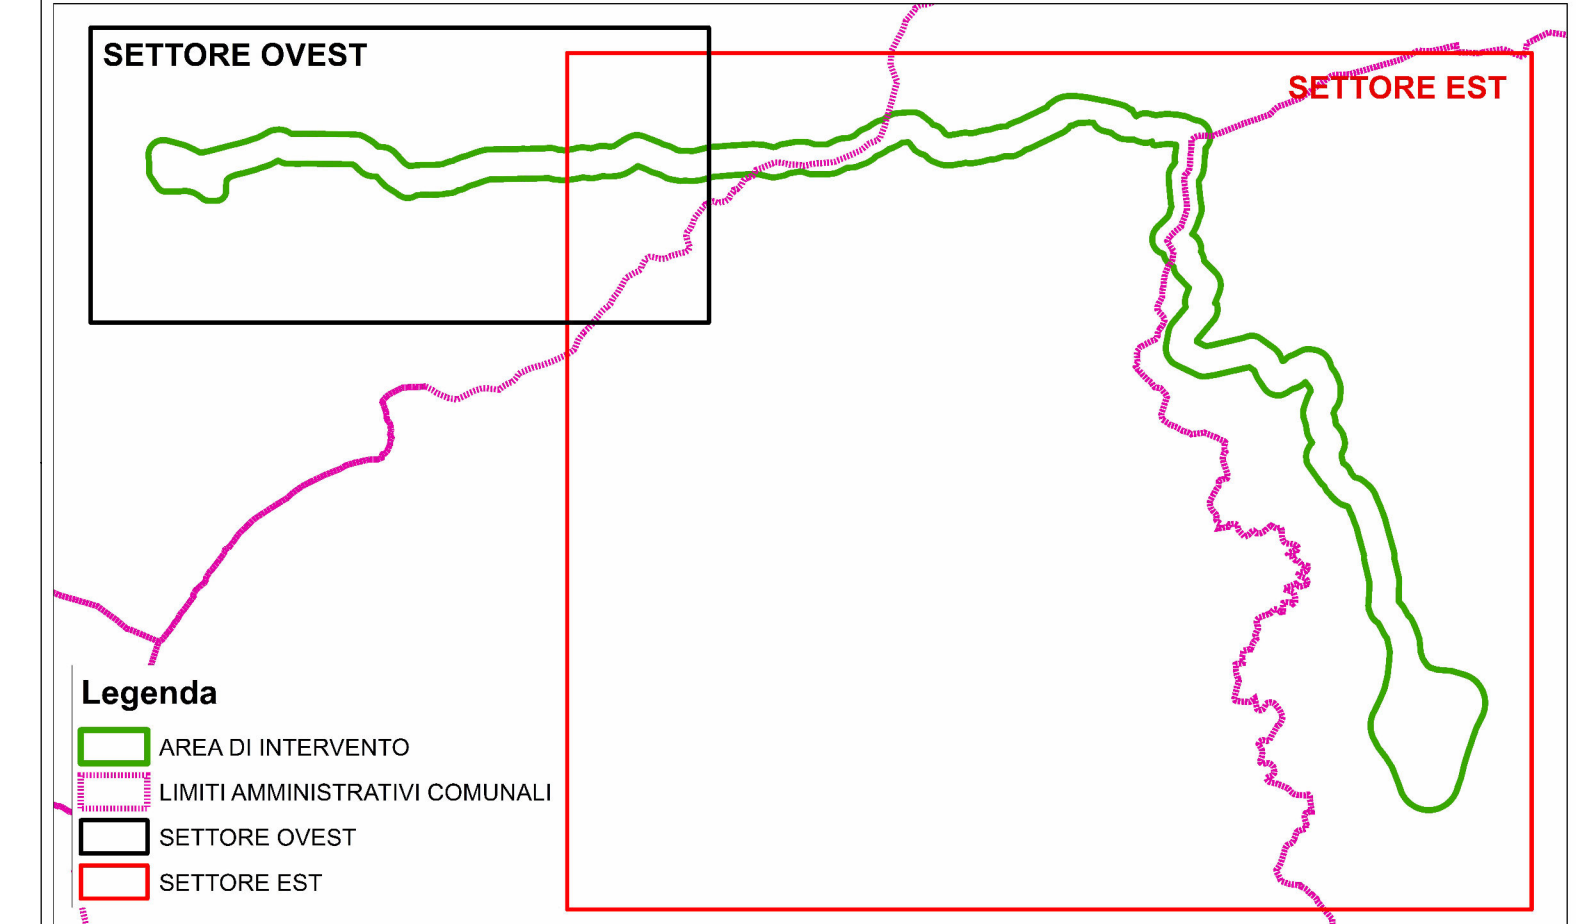 SETTORE OVEST
SETTORE EST
Legenda
AREA DI INTERVENTO
LIMITI AMMINISTRATIVI COMUNALI
SETTORE OVEST
SETTORE EST